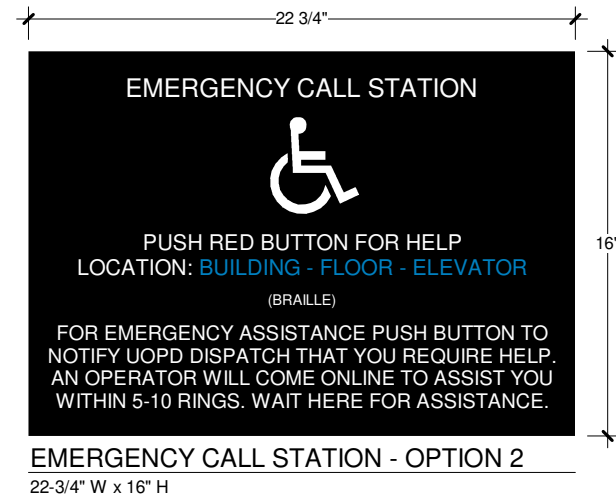 22 3/4"
EMERGENCY CALL STATION
PUSH RED BUTTON FOR HELP
LOCATION: BUILDING - FLOOR - ELEVATOR
16"
(BRAILLE)
FOR EMERGENCY ASSISTANCE PUSH BUTTON TO
NOTIFY UOPD DISPATCH THAT YOU REQUIRE HELP.
AN OPERATOR WILL COME ONLINE TO ASSIST YOU
WITHIN 5-10 RINGS. WAIT HERE FOR ASSISTANCE.
EMERGENCY CALL STATION - OPTION 2
22-3/4" W x 16" H